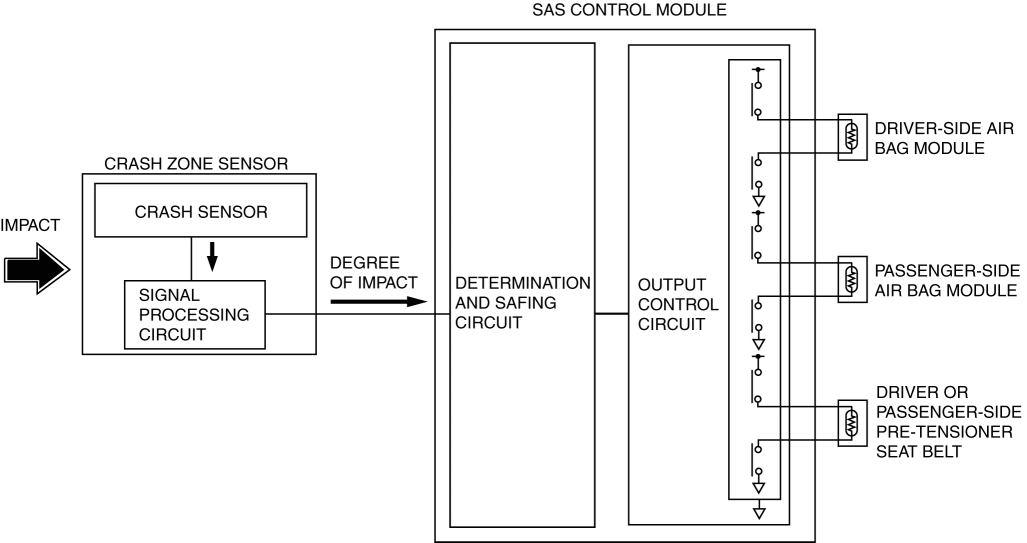 SAS CONTROL MODULE
CRASH ZONE SENSOR
CRASH SENSOR
IMPACT
SIGNAL
PROCESSING
CIRCUIT
DEGREE
OF IMPACT
DETERMINATION
AND SAFING
CIRCUIT
OUTPUT
CONTROL
CIRCUIT
DRIVER-SIDE AIR
BAG MODULE
PASSENGER-SIDE
AIR BAG MODULE
DRIVER OR
PASSENGER-SIDE
PRE-TENSIONER
SEAT BELT